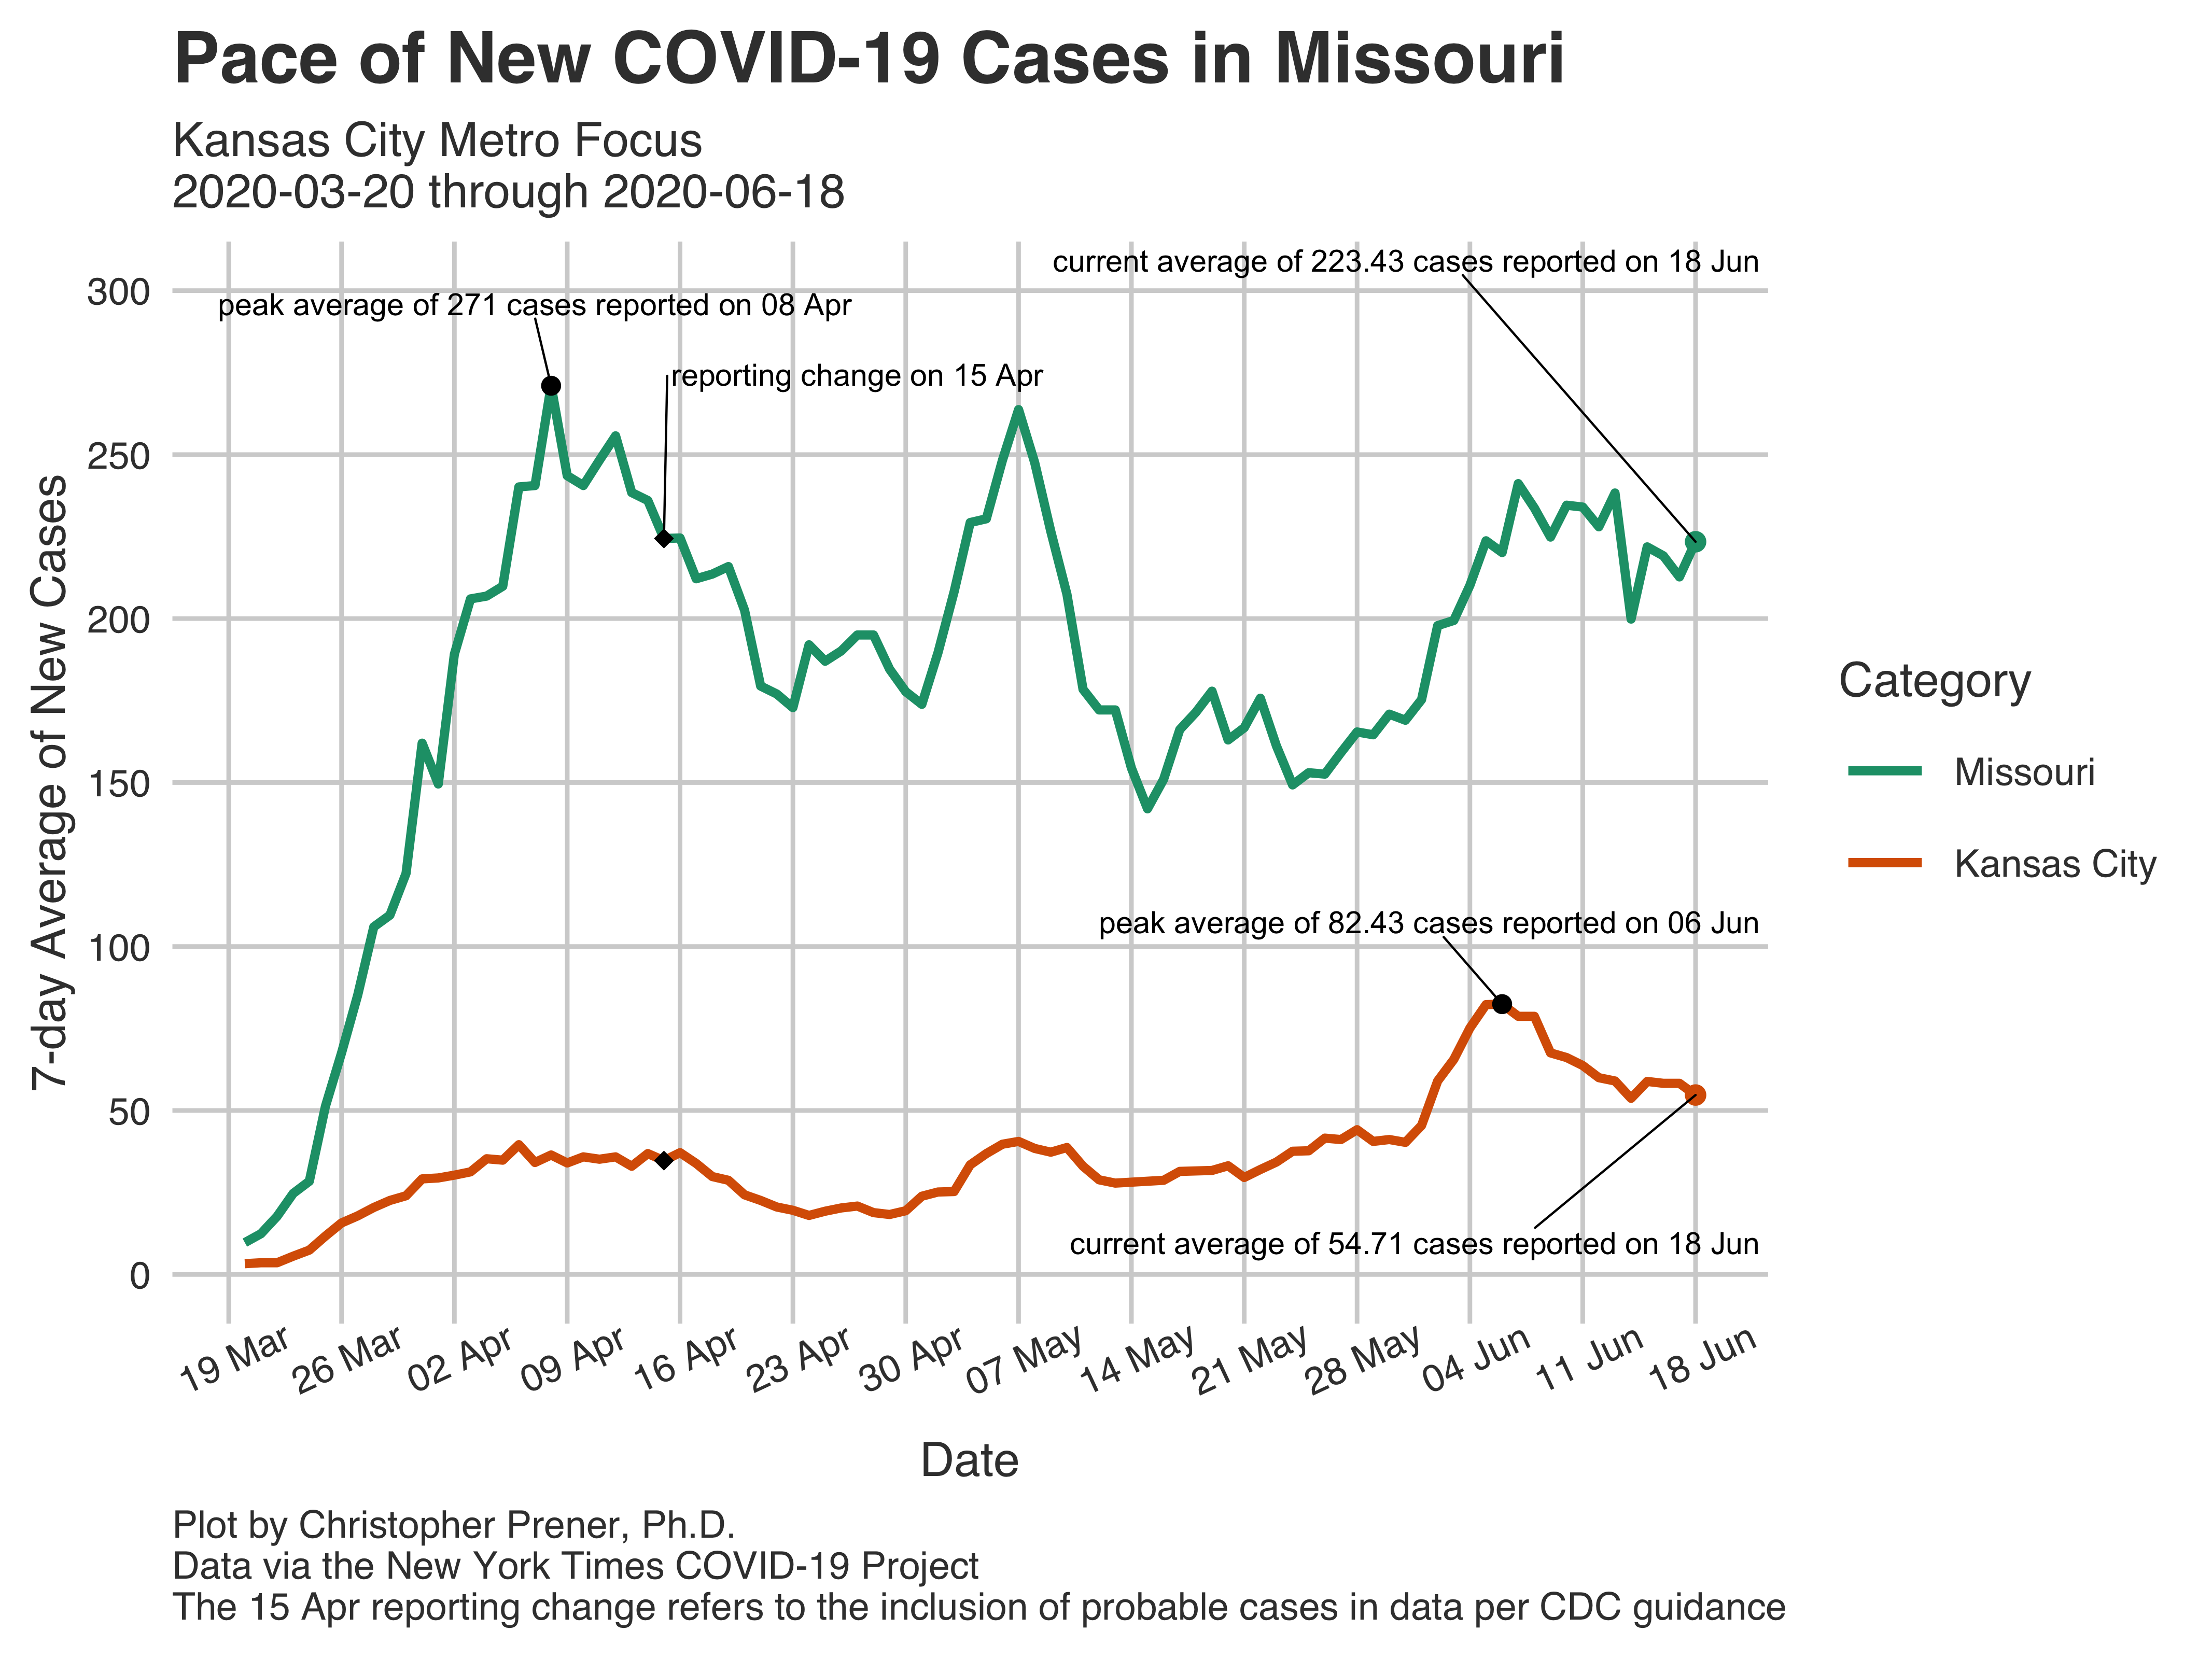 Pace of New COVID-19 Cases in Missouri
Kansas City Metro Focus
2020-03-20 through 2020-06-18
7-day Average of New Cases
300
250
200
150
100
50
0
current average of 223.43 cases reported on 18 Jun
peak average of 271 cases reported on 08 Apr
reporting change on 15 Apr
peak average of 82.43 cases reported on 06 Jun
current average of 54.71 cases reported on 18 Jun
Category
Missouri
Kansas City
19 Mar
26 Mar
02 Apr
09 Apr
16 Apr
23 Apr
30 Apr
07 May
14 May
21 May
28 May
04 Jun
11 Jun
18 Jun
Date
Plot by Christopher Prener, Ph.D.
Data via the New York Times COVID-19 Project
The 15 Apr reporting change refers to the inclusion of probable cases in data per CDC guidance